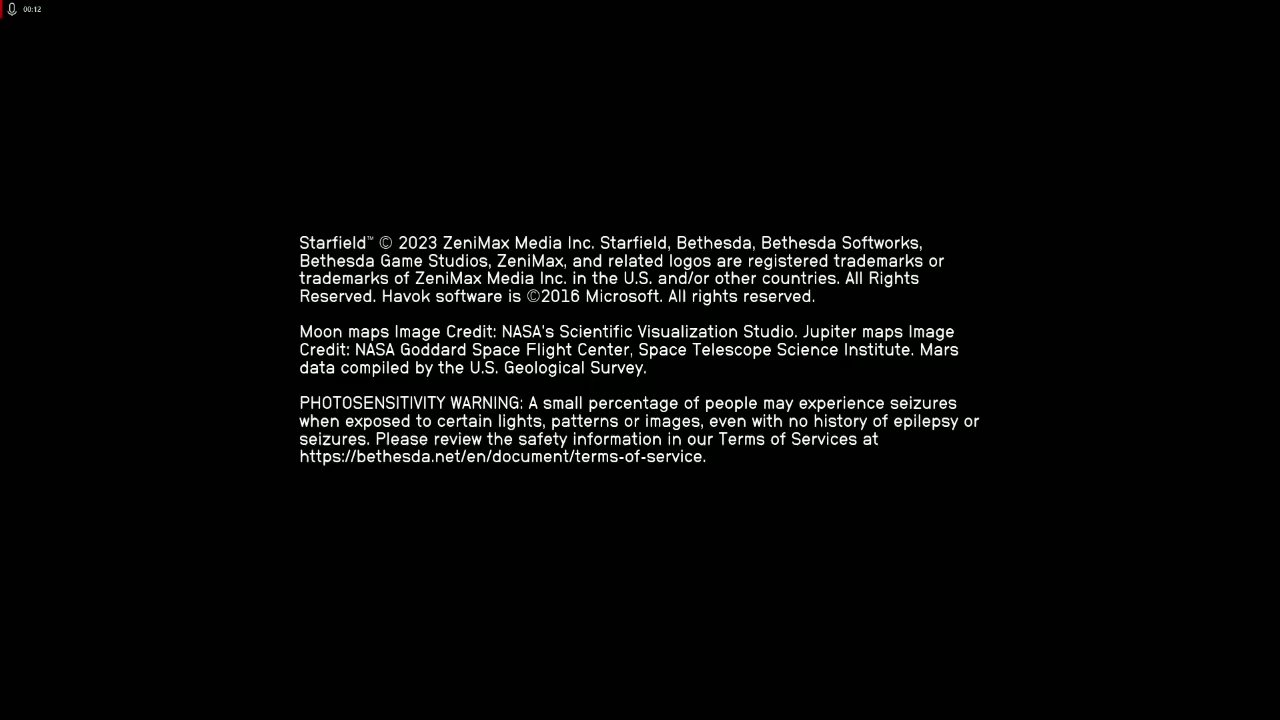 00:12
Starfield™ © 2023 ZeniMax Media Inc. Starfield, Bethesda, Bethesda Softworks,
Bethesda Game Studios, ZeniMax, and related logos are registered trademarks or
trademarks of ZeniMax Media Inc. in the U.S. and/or other countries. All Rights
Reserved. Havok software is ©2016 Microsoft. All rights reserved.
Moon maps Image Credit: NASA's Scientific Visualization Studio. Jupiter maps Image
Credit: NASA Goddard Space Flight Center, Space Telescope Science Institute. Mars
data compiled by the U.S. Geological Survey.
PHOTOSENSITIVITY WARNING: A small percentage of people may experience seizures
when exposed to certain lights, patterns or images, even with no history of epilepsy or
seizures. Please review the safety information in our Terms of Services at
https://bethesda.net/en/document/terms-of-service.